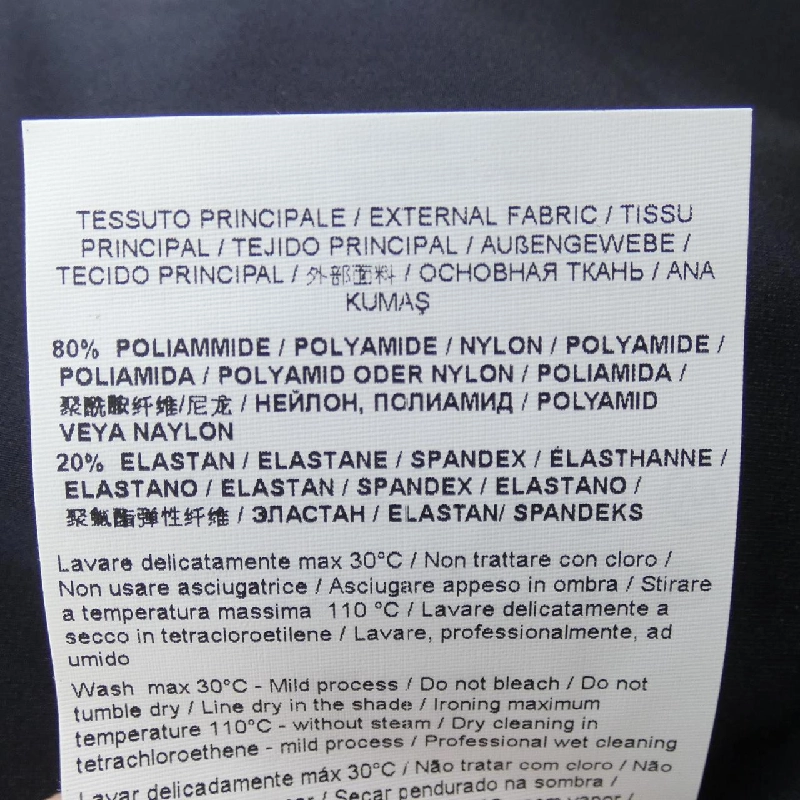 TESSUTO PRINCIPALE / EXTERNAL FABRIC / TISSU
PRINCIPAL / TEJIDO PRINCIPAL / AUßENGEWEBE /
TECIDO PRINCIPAL / 外部面料 / ОСНОВНАЯ ТКАНЬ / ANA
KUMAŞ
80% POLIAMMIDE / POLYAMIDE / NYLON / POLYAMIDE /
POLIAMIDA / POLYAMID ODER NYLON / POLIAMIDA /
聚酰胺纤维/尼龙 / НЕЙЛОН, ПОЛИАМИД / POLYAMID
VEYA NAYLON
20% ELASTAN / ELASTANE / SPANDEX / ÉLASTHANNE /
ELASTANO / ELASTAN / SPANDEX / ELASTANO /
聚氨酯弹性纤维 / ЭЛАСТАН / ELASTAN/ SPANDEKS
Lavare delicatamente max 30°C / Non trattare con cloro /
Non usare asciugatrice / Asciugare appeso in ombra / Stirare
a temperatura massima 110 °C / Lavare delicatamente a
secco in tetracloroetilene / Lavare, professionalmente, ad
umido
Wash max 30°C - Mild process / Do not bleach / Do not
tumble dry / Line dry in the shade / Ironing maximum
temperature 110°C - without steam / Dry cleaning in
tetrachloroethene - mild process / Professional wet cleaning
Lavar delicadamente máx 30°C / Não tratar com cloro / Não
/ Secar pendurado na sombra /